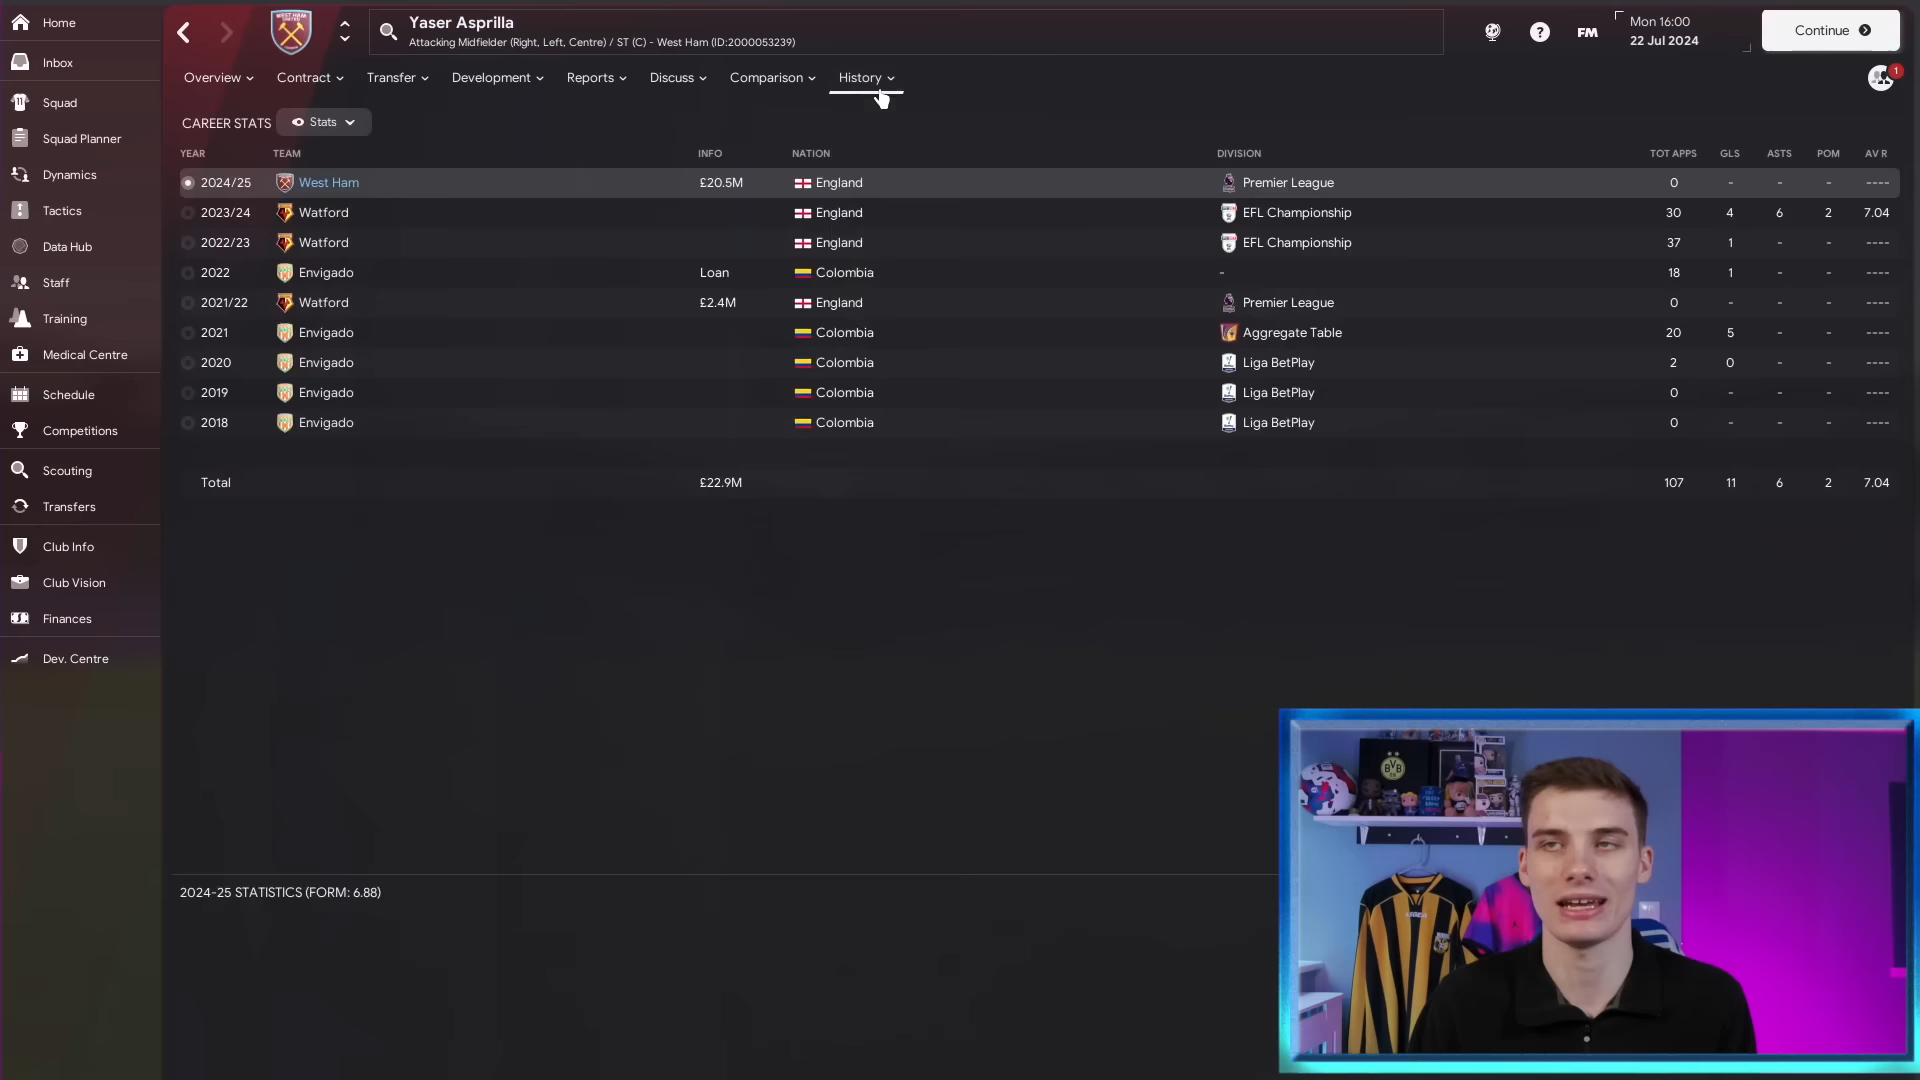 Home
Inbox
Squad
Squad Planner
Dynamics
Tactics
Data Hub
Staff
Training
Medical Centre
Schedule
Competitions
Scouting
Transfers
Club Info
Club Vision
Finances
Dev. Centre
Yaser Asprilla
Attacking Midfielder (Right, Left, Centre) / ST (C) - West Ham (ID:2000053239)
? FM
Mon 16:00
22 Jul 2024
Continue
Overview Contract Transfer Development Reports Discuss Comparison History
1
CAREER STATS Stats
YEAR TEAM INFO NATION DIVISION TOT APPS GLS ASTS POM AV R
2024/25 West Ham £20.5M England Premier League 0 - - - ----
2023/24 Watford England EFL Championship 30 4 6 2 7.04
2022/23 Watford England EFL Championship 37 1 - - ----
2022 Envigado Loan Colombia - 18 1 - - ----
2021/22 Watford £2.4M England Premier League 0 - - - ----
2021 Envigado Colombia Aggregate Table 20 5 - - ----
2020 Envigado Colombia Liga BetPlay 2 0 - - ----
2019 Envigado Colombia Liga BetPlay 0 - - - ----
2018 Envigado Colombia Liga BetPlay 0 - - - ----
Total £22.9M 107 11 6 2 7.04
2024-25 STATISTICS (FORM: 6.88)
BVB
09